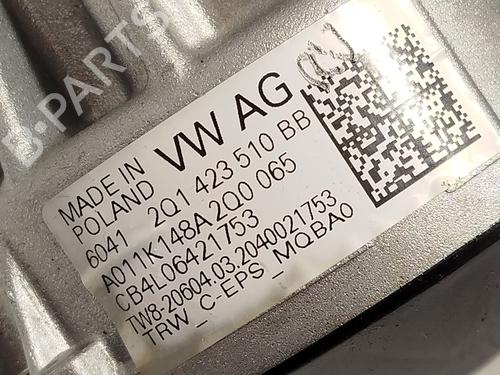 B-PARTS
MADE IN
POLAND
VW AG
6041 2Q1 423 510 BB
A011K148A2Q0 065
CB4L06421753
TW8-20604.03.2040021753
TRW_C-EPS_MQBA0